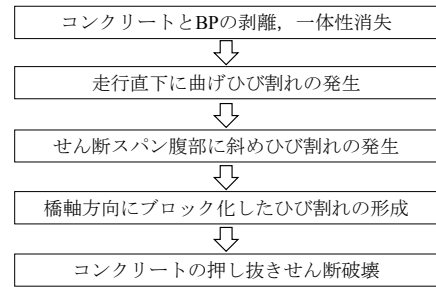 コンクリートとBPの剥離，一体性消失
走行直下に曲げひび割れの発生
せん断スパン腹部に斜めひび割れの発生
橋軸方向にブロック化したひび割れの形成
コンクリートの押し抜きせん断破壊